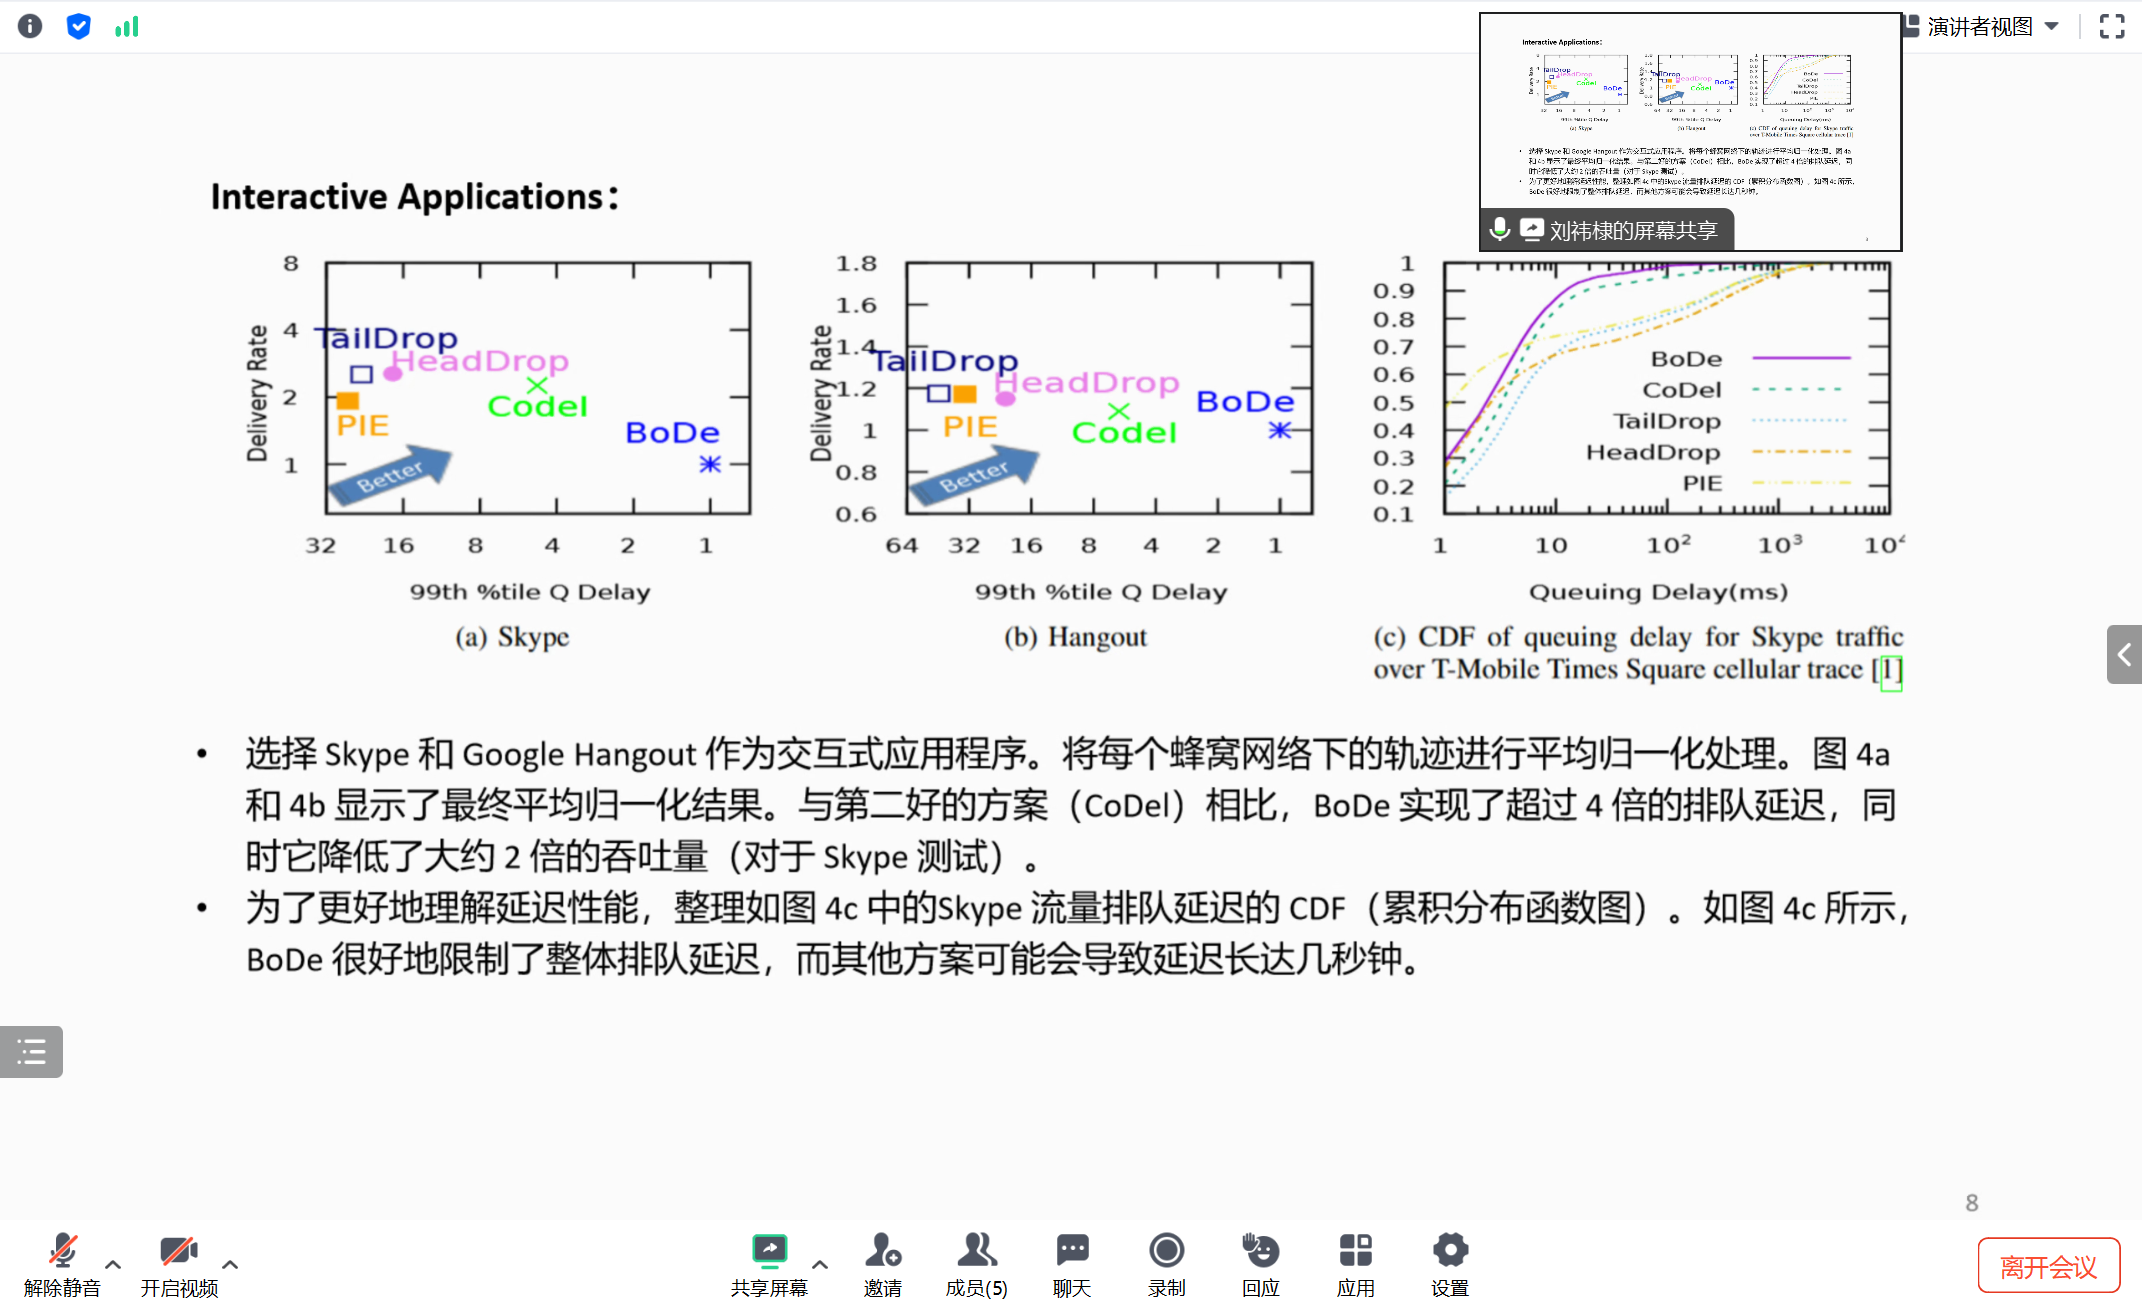 演讲者视图
刘祎棣的屏幕共享
Interactive Applications：
8
4
2
1
Delivery Rate
TailDrop
HeadDrop
PIE
Codel
BoDe
Better
32 16 8 4 2 1
99th %tile Q Delay
(a) Skype
1.8
1.6
1.4
1.2
1
0.8
0.6
Delivery Rate
TailDrop
HeadDrop
PIE
Codel
BoDe
Better
64 32 16 8 4 2 1
99th %tile Q Delay
(b) Hangout
1
0.9
0.8
0.7
0.6
0.5
0.4
0.3
0.2
0.1
BoDe
CoDel
TailDrop
HeadDrop
PIE
1 10 10² 10³ 10⁴
Queuing Delay(ms)
(c) CDF of queuing delay for Skype traffic
over T-Mobile Times Square cellular trace [1]
• 选择 Skype 和 Google Hangout 作为交互式应用程序。将每个蜂窝网络下的轨迹进行平均归一化处理。图 4a
和 4b 显示了最终平均归一化结果。与第二好的方案（CoDel）相比，BoDe 实现了超过 4 倍的排队延迟，同
时它降低了大约 2 倍的吞吐量（对于 Skype 测试）。
• 为了更好地理解延迟性能，整理如图 4c 中的Skype 流量排队延迟的 CDF（累积分布函数图）。如图 4c 所示，
BoDe 很好地限制了整体排队延迟，而其他方案可能会导致延迟长达几秒钟。
8
解除静音 开启视频 共享屏幕 邀请 成员(5) 聊天 录制 回应 应用 设置 离开会议